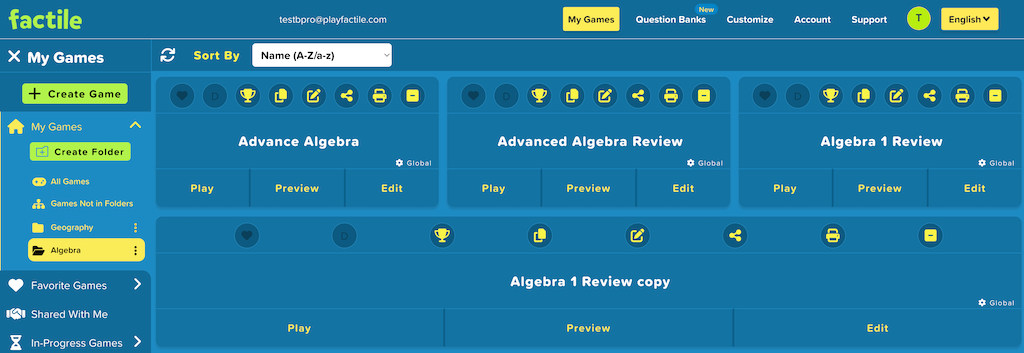 factile
testbpro@playfactile.com
My Games
Question Banks
New
Customize
Account
Support
T
English
My Games
Sort By
Name (A-Z/a-z)
Create Game
My Games
Create Folder
All Games
Games Not in Folders
Geography
Algebra
Favorite Games
Shared With Me
In-Progress Games
D
Advance Algebra
Global
Play Preview Edit
D
Advanced Algebra Review
Global
Play Preview Edit
D
Algebra 1 Review
Global
Play Preview Edit
D
Algebra 1 Review copy
Global
Play Preview Edit